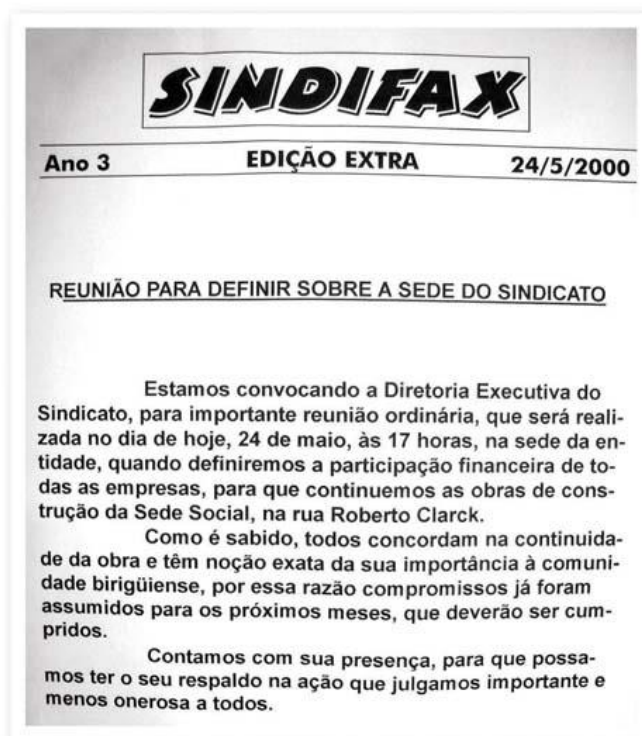 SINDIFAX
Ano 3 EDIÇÃO EXTRA 24/5/2000
REUNIÃO PARA DEFINIR SOBRE A SEDE DO SINDICATO
Estamos convocando a Diretoria Executiva do
Sindicato, para importante reunião ordinária, que será reali-
zada no dia de hoje, 24 de maio, às 17 horas, na sede da en-
tidade, quando definiremos a participação financeira de to-
das as empresas, para que continuemos as obras de cons-
trução da Sede Social, na rua Roberto Clarck.
Como é sabido, todos concordam na continuida-
de da obra e têm noção exata da sua importância à comuni-
dade birigüiense, por essa razão compromissos já foram
assumidos para os próximos meses, que deverão ser cum-
pridos.
Contamos com sua presença, para que possa-
mos ter o seu respaldo na ação que julgamos importante e
menos onerosa a todos.